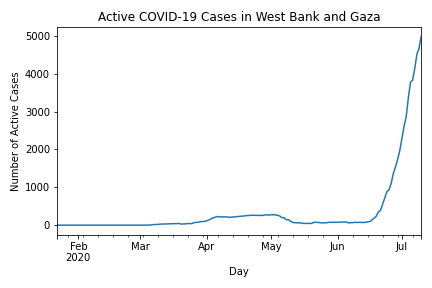 Active COVID-19 Cases in West Bank and Gaza
Number of Active Cases
5000
4000
3000
2000
1000
0
Feb Mar Apr May Jun Jul
2020
Day